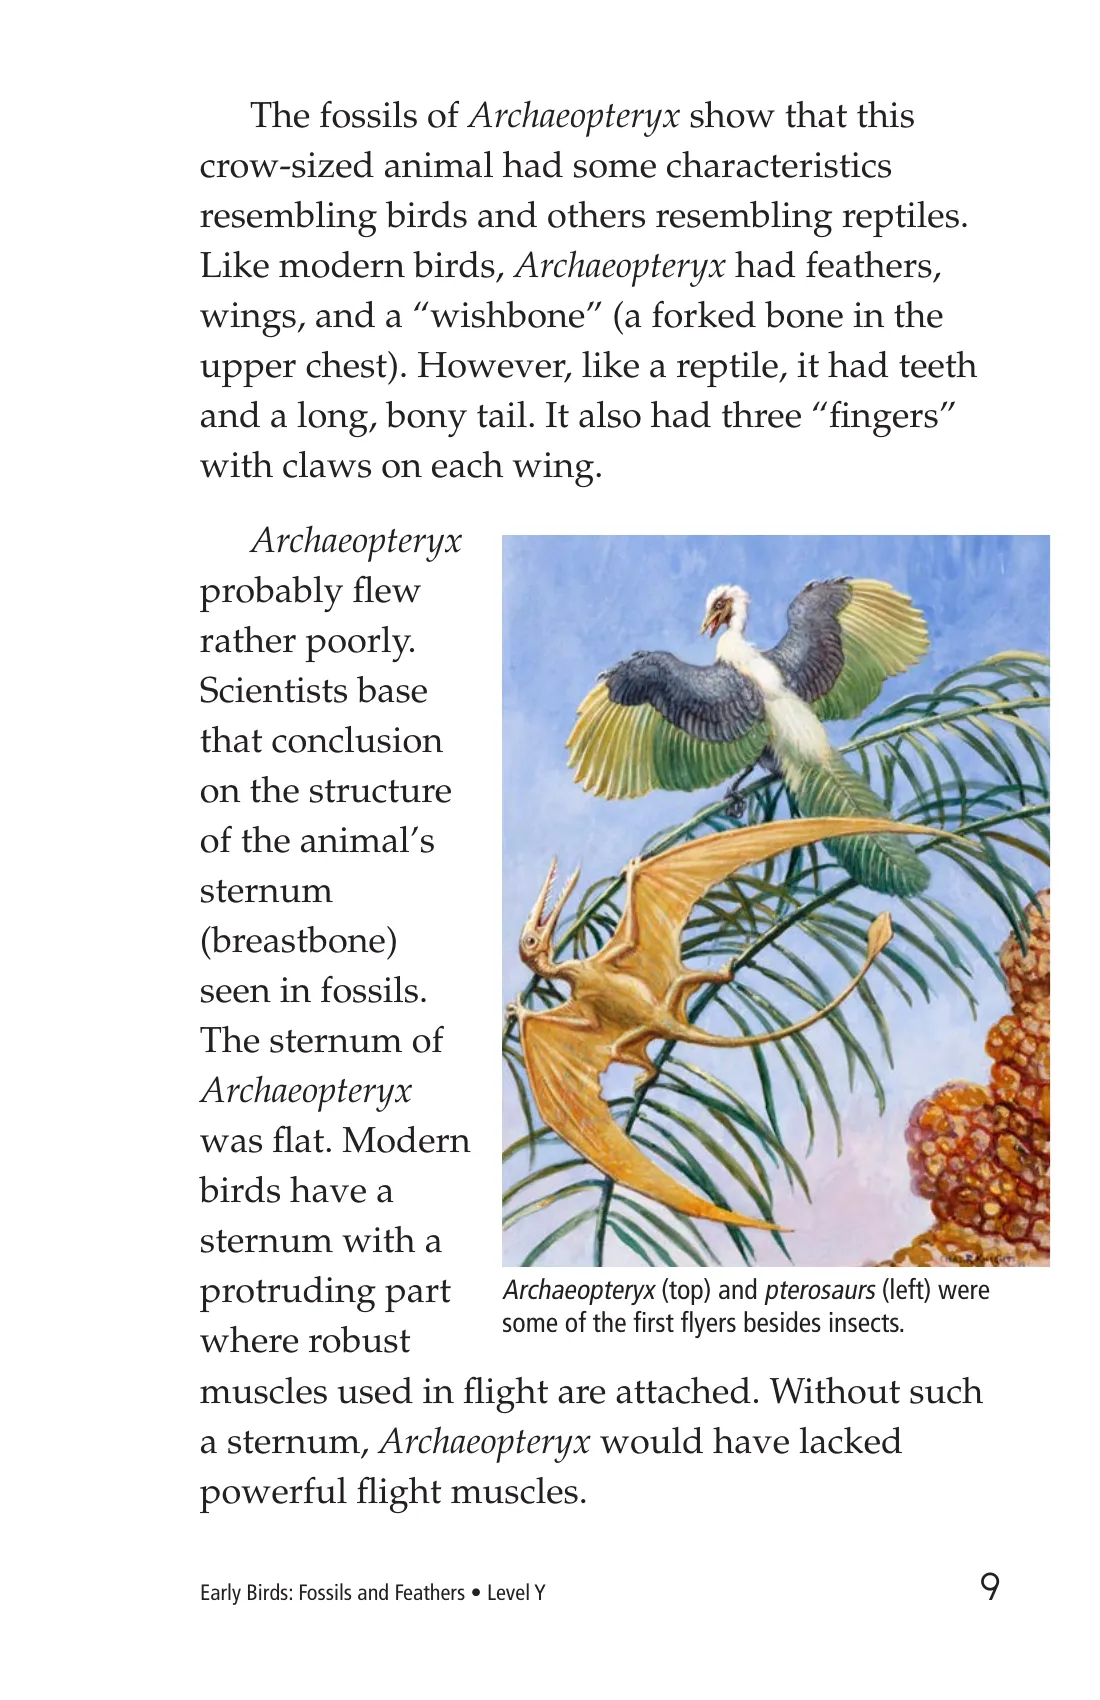 The fossils of Archaeopteryx show that this
crow-sized animal had some characteristics
resembling birds and others resembling reptiles.
Like modern birds, Archaeopteryx had feathers,
wings, and a “wishbone” (a forked bone in the
upper chest). However, like a reptile, it had teeth
and a long, bony tail. It also had three “fingers”
with claws on each wing.
Archaeopteryx
probably flew
rather poorly.
Scientists base
that conclusion
on the structure
of the animal’s
sternum
(breastbone)
seen in fossils.
The sternum of
Archaeopteryx
was flat. Modern
birds have a
sternum with a
protruding part
where robust
muscles used in flight are attached. Without such
a sternum, Archaeopteryx would have lacked
powerful flight muscles.
Archaeopteryx (top) and pterosaurs (left) were
some of the first flyers besides insects.
Early Birds: Fossils and Feathers • Level Y
9